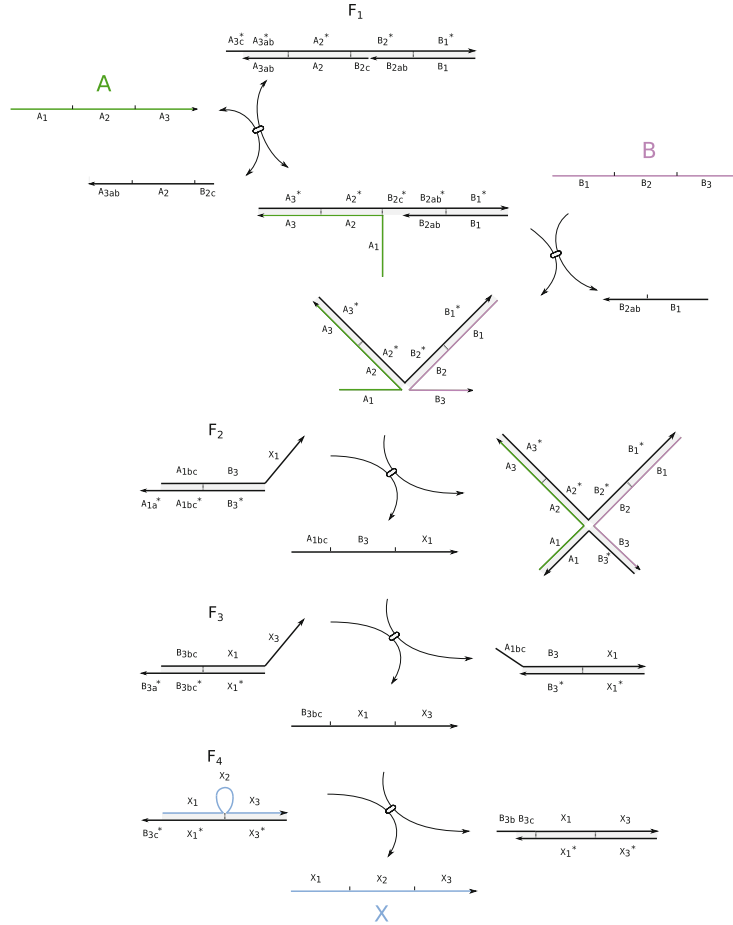 F1
A3c* A3ab* A2* B2* B1*
A3ab A2 B2c B2ab B1
A
A1 A2 A3
B
B1 B2 B3
A3ab A2 B2c
A3* A2* B2c* B2ab* B1*
A3 A2 B2ab B1
A1
B2ab B1
A3* B1*
A3 B1
A2* B2*
A2 B2
A1 B3
F2
X1
A1bc B3
A1a* A1bc* B3*
A1bc B3 X1
A3* B1*
A3 B1
A2* B2*
A2 B2
A1 B3
A1 B3*
F3
X3
B3bc X1
B3a* B3bc* X1*
A1bc B3 X1
B3* X1*
B3bc X1 X3
F4
X2
X1 X3
B3c* X1* X3*
B3b B3c X1 X3
X1* X3*
X1 X2 X3
X